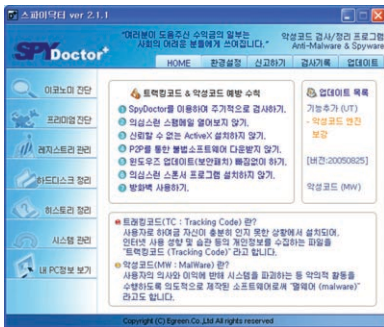 스파이닥터 ver 2.1.1
"여러분이 도움주신 수익금의 일부는
사회의 어려운 분들에게 쓰여집니다."
악성코드 검사/정리 프로그램
Anti-Malware & Spyware
SPY Doctor+
HOME 환경설정 신고하기 검사기록 업데이트
이코노미 진단
프리미엄 진단
레지스트리 관리
하드디스크 정리
히스토리 정리
시스템 관리
내 PC정보 보기
트랙킹코드 & 악성코드 예방 수칙
1 SpyDoctor를 이용하여 주기적으로 검사하기.
2 의심스런 스팸메일 열어보지 않기.
3 신뢰할 수 없는 ActiveX 설치하지 않기.
4 P2P를 통한 불법소프트웨어 다운받지 않기.
5 윈도우즈 업데이트(보안패치) 빠짐없이 하기.
6 의심스런 스폰서 프로그램 설치하지 않기.
7 방화벽 사용하기.
업데이트 목록
기능추가 (UT)
- 악성코드 엔진
보강
[버전:20050825]
악성코드 (MW)
트래킹코드(TC : Tracking Code) 란?
사용자로 하여금 자신이 충분히 인지 못한 상황에서 설치되어,
인터넷 사용 성향 및 습관 등의 개인정보를 수집하는 파일을
"트랙킹코드 (Tracking Code)" 라고 합니다.
악성코드(MW : MalWare) 란?
사용자의 의사와 이익에 반해 시스템을 파괴하는 등 악의적 활동을
수행하도록 의도적으로 제작된 소프트웨어로써 "멀웨어 (malware)"
라고도 합니다.
Copyright (C) Egreen Co.,Ltd All rights reserved